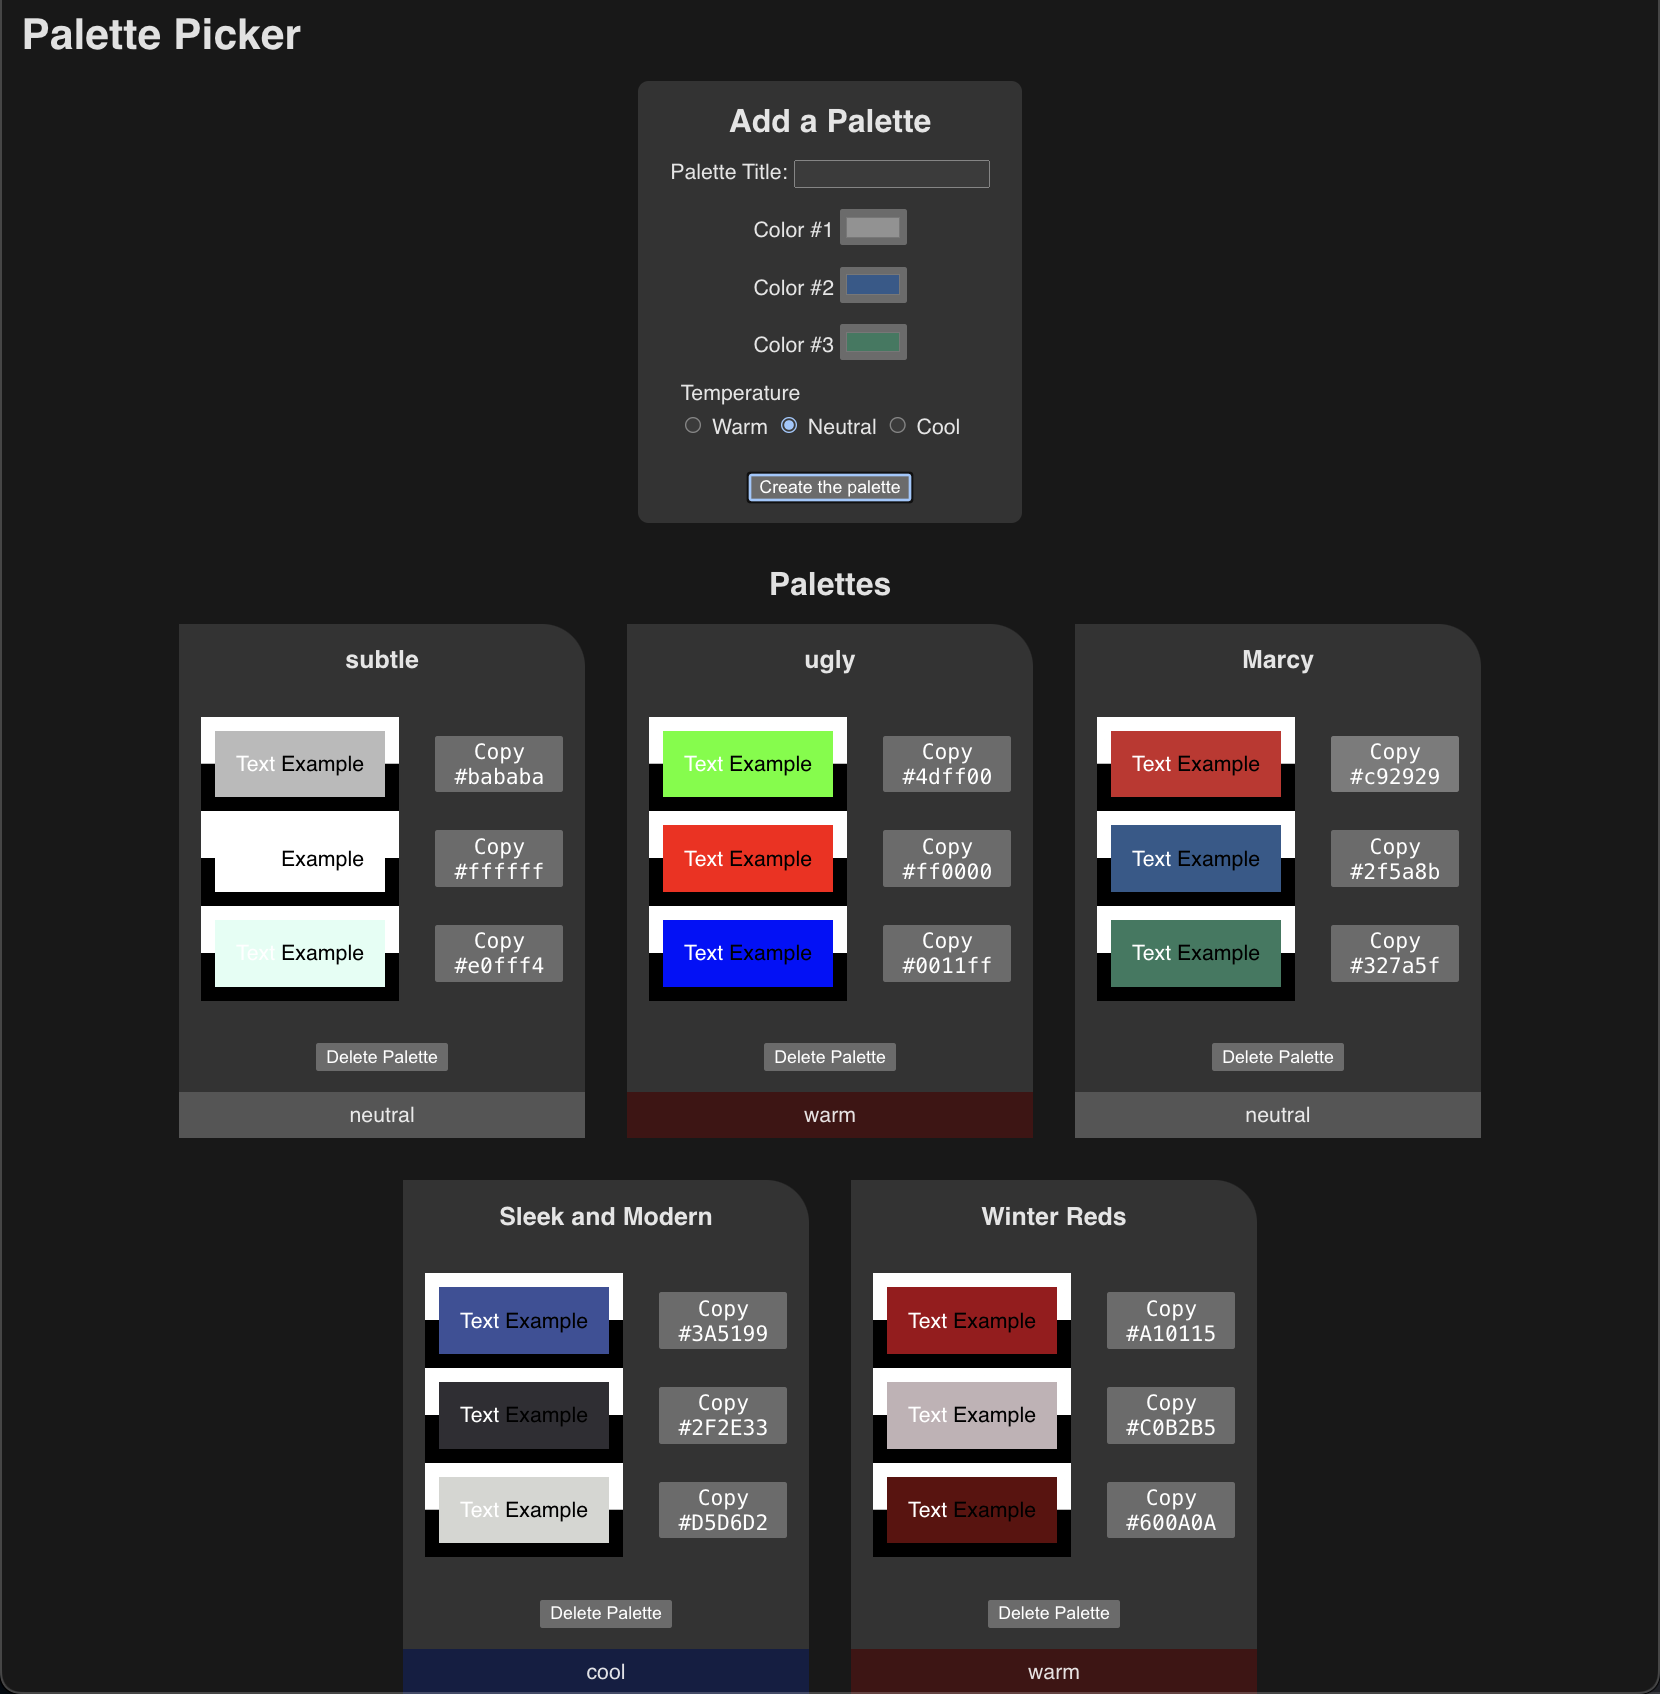 Palette Picker
Add a Palette
Palette Title:
Color #1
Color #2
Color #3
Temperature
Warm Neutral Cool
Create the palette
Palettes
subtle
Text Example
Copy
#bababa
Example
Copy
#ffffff
Text Example
Copy
#e0fff4
Delete Palette
neutral
ugly
Text Example
Copy
#4dff00
Text Example
Copy
#ff0000
Text Example
Copy
#0011ff
Delete Palette
warm
Marcy
Text Example
Copy
#c92929
Text Example
Copy
#2f5a8b
Text Example
Copy
#327a5f
Delete Palette
neutral
Sleek and Modern
Text Example
Copy
#3A5199
Text Example
Copy
#2F2E33
Text Example
Copy
#D5D6D2
Delete Palette
cool
Winter Reds
Text Example
Copy
#A10115
Text Example
Copy
#C0B2B5
Text Example
Copy
#600A0A
Delete Palette
warm